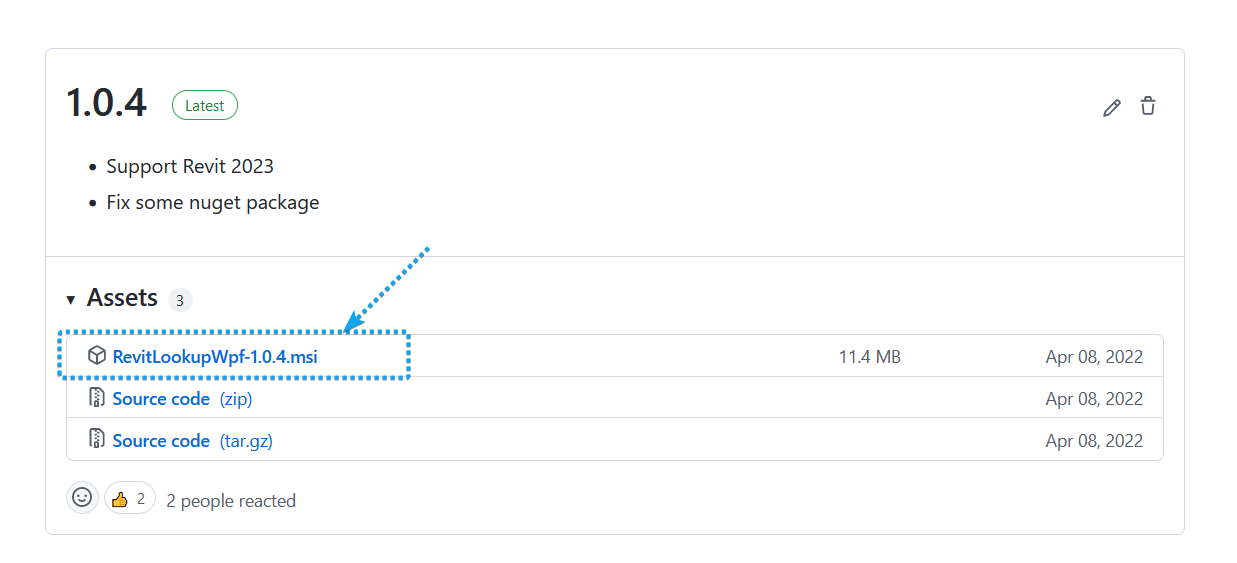 1.0.4 Latest
• Support Revit 2023
• Fix some nuget package
Assets 3
RevitLookupWpf-1.0.4.msi 11.4 MB Apr 08, 2022
Source code (zip) Apr 08, 2022
Source code (tar.gz) Apr 08, 2022
2 2 people reacted